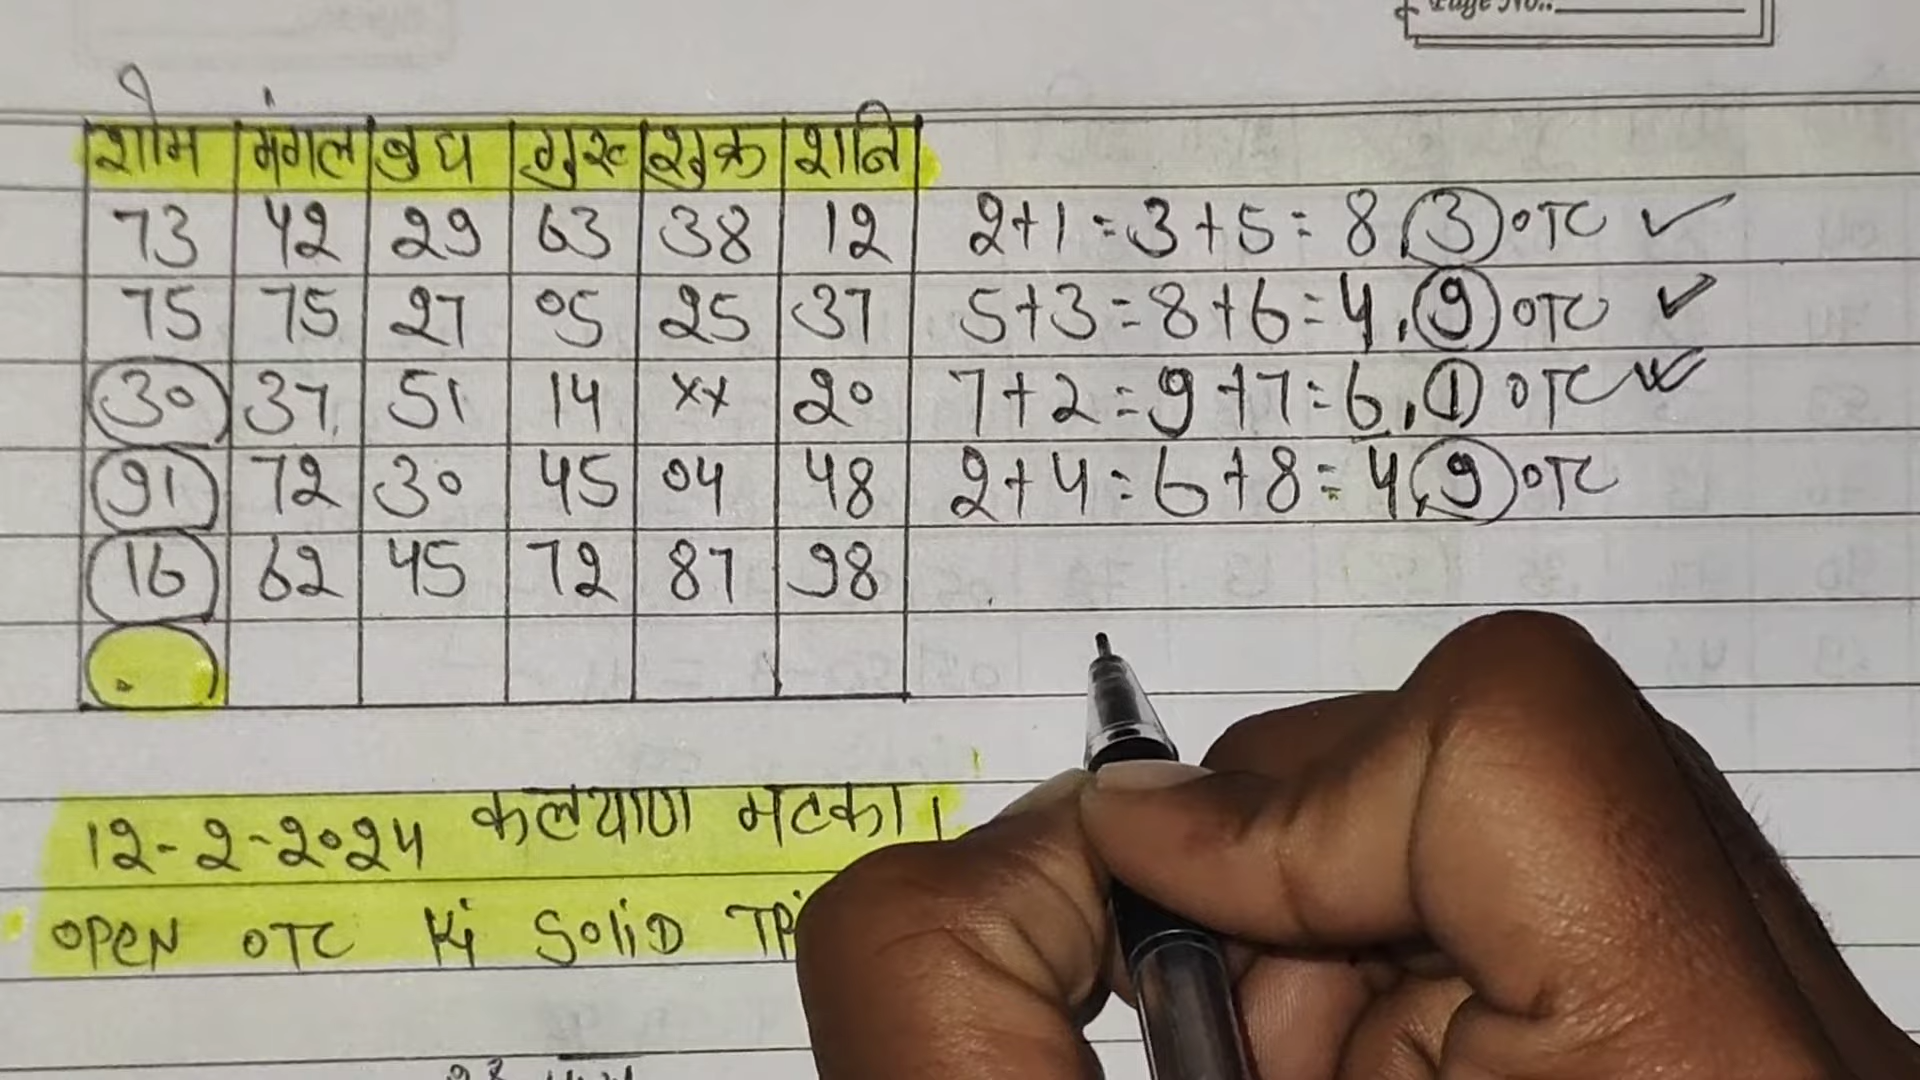 Page No.:
शोम मंगल बुध गुरू शुक्र शनि
73 42 29 63 38 12 2+1=3+5=8,3 OTC ✓
75 75 27 05 25 37 5+3=8+6=4,9 OTC ✓
30 37 51 14 xx 20 7+2=9+7=6,1 OTC ✓
91 72 30 45 04 48 2+4=6+8=4,9 OTC
16 62 45 72 87 98
12-2-2024 कल्याण मटका।
OPEN OTC Ki SoliD